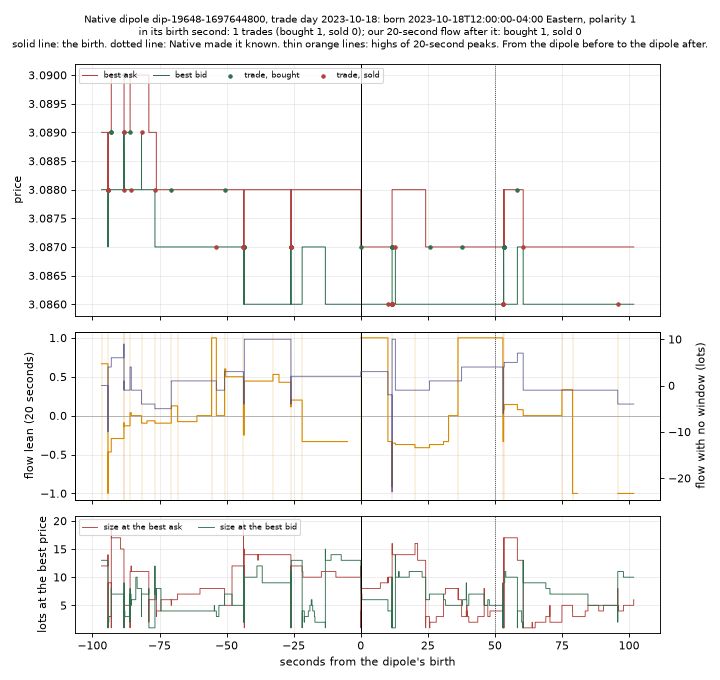 Native dipole dip-19648-1697644800, trade day 2023-10-18: born 2023-10-18T12:00:00-04:00 Eastern, polarity 1
in its birth second: 1 trades (bought 1, sold 0); our 20-second flow after it: bought 1, sold 0
solid line: the birth. dotted line: Native made it known. thin orange lines: highs of 20-second peaks. From the dipole before to the dipole after.
best ask
best bid
trade, bought
trade, sold
3.0900
3.0895
3.0890
3.0885
3.0880
3.0875
3.0870
3.0865
3.0860
price
1.0
0.5
0.0
−0.5
−1.0
flow lean (20 seconds)
10
0
−10
−20
flow with no window (lots)
size at the best ask
size at the best bid
20
15
10
5
lots at the best price
−100
−75
−50
−25
0
25
50
75
100
seconds from the dipole's birth